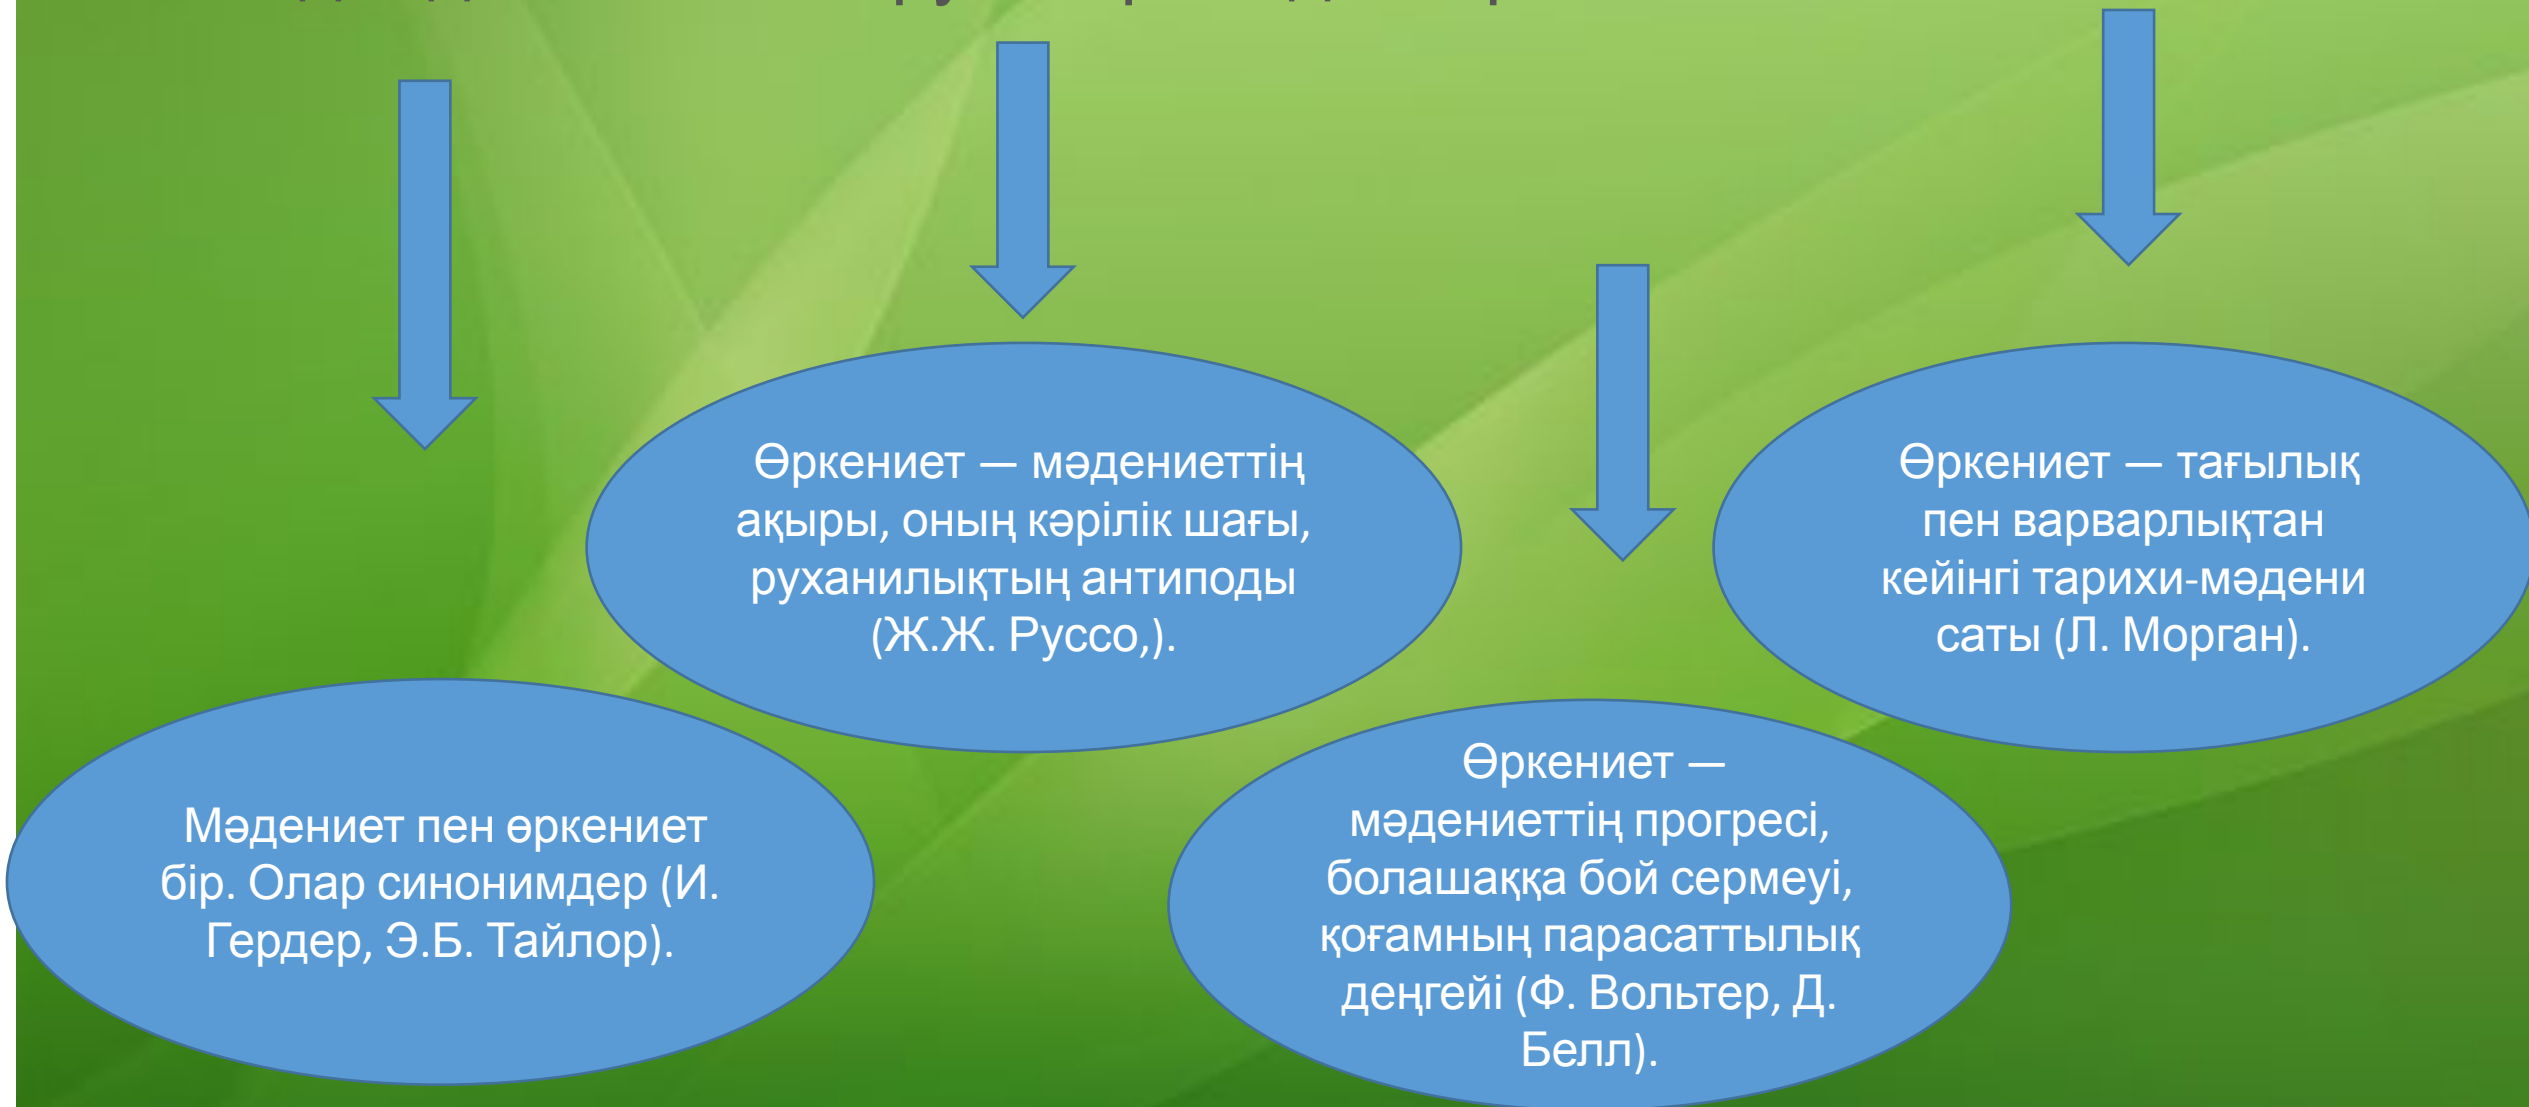 Мәдениет пен өркениет
бір. Олар синонимдер (И.
Гердер, Э.Б. Тайлор).
Өркениет — мәдениеттің
ақыры, оның кәрілік шағы,
руханилықтың антиподы
(Ж.Ж. Руссо,).
Өркениет —
мәдениеттің прогресі,
болашаққа бой сермеуі,
қоғамның парасаттылық
деңгейі (Ф. Вольтер, Д.
Белл).
Өркениет — тағылық
пен варварлықтан
кейінгі тарихи-мәдени
саты (Л. Морган).